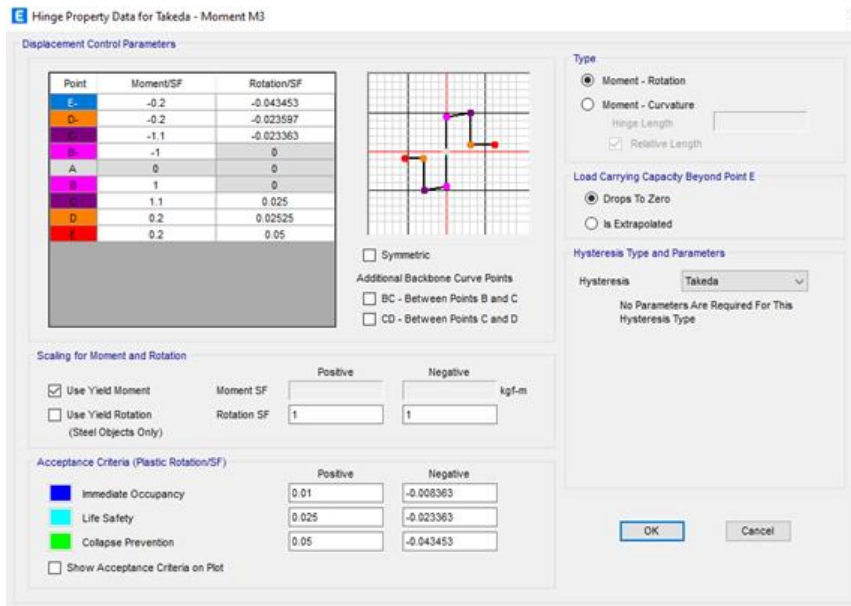 E Hinge Property Data for Takeda - Moment M3
Displacement Control Parameters
Point Moment/SF Rotation/SF
E- -0.2 -0.043453
D- -0.2 -0.023597
C- -1.1 -0.023363
B- -1 0
A 0 0
B 1 0
C 1.1 0.025
D 0.2 0.02525
E 0.2 0.05
Symmetric
Additional Backbone Curve Points
BC - Between Points B and C
CD - Between Points C and D
Scaling for Moment and Rotation
Positive Negative
Use Yield Moment Moment SF kgf-m
Use Yield Rotation Rotation SF 1 1
(Steel Objects Only)
Acceptance Criteria (Plastic Rotation/SF)
Positive Negative
Immediate Occupancy 0.01 -0.008363
Life Safety 0.025 -0.023363
Collapse Prevention 0.05 -0.043453
Show Acceptance Criteria on Plot
Type
Moment - Rotation
Moment - Curvature
Hinge Length
Relative Length
Load Carrying Capacity Beyond Point E
Drops To Zero
Is Extrapolated
Hysteresis Type and Parameters
Hysteresis Takeda
No Parameters Are Required For This
Hysteresis Type
OK Cancel